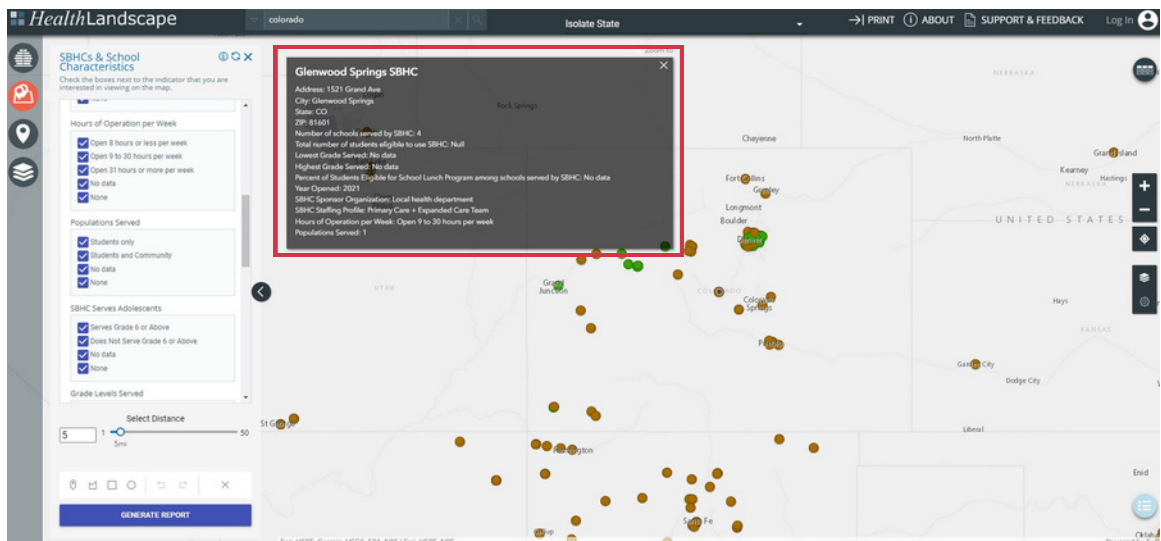 HealthLandscape
colorado
Isolate State
PRINT
ABOUT
SUPPORT & FEEDBACK
Log In
SBHCs & School
Characteristics
Check the boxes next to the indicator that you are
interested in viewing on the map.
None
Hours of Operation per Week
Open 8 hours or less per week
Open 9 to 30 hours per week
Open 31 hours or more per week
No data
None
Populations Served
Students only
Students and Community
No data
None
SBHC Serves Adolescents
Serves Grade 6 or Above
Does Not Serve Grade 6 or Above
No data
None
Grade Levels Served
Select Distance
5
1
50
5mi
GENERATE REPORT
Zoom to
Glenwood Springs SBHC
Address: 1521 Grand Ave
City: Glenwood Springs
State: CO
ZIP: 81601
Number of schools served by SBHC: 4
Total number of students eligible to use SBHC: Null
Lowest Grade Served: No data
Highest Grade Served: No data
Percent of Students Eligible for School Lunch Program among schools served by SBHC: No data
Year Opened: 2021
SBHC Sponsor Organization: Local health department
SBHC Staffing Profile: Primary Care + Expanded Care Team
Hours of Operation per Week: Open 9 to 30 hours per week
Populations Served: 1
Rock Springs
NEBRASKA
Cheyenne
North Platte
Grand Island
Kearney
Hastings
NEBRASKA
Fort Collins
Greeley
Longmont
Boulder
Denver
UNITED STATES
UTAH
Grand
Junction
COLORADO
Colorado
Springs
Hays
KANSAS
Pueblo
Garden City
Dodge City
St George
Liberal
Farmington
Enid
Santa Fe
Gallup